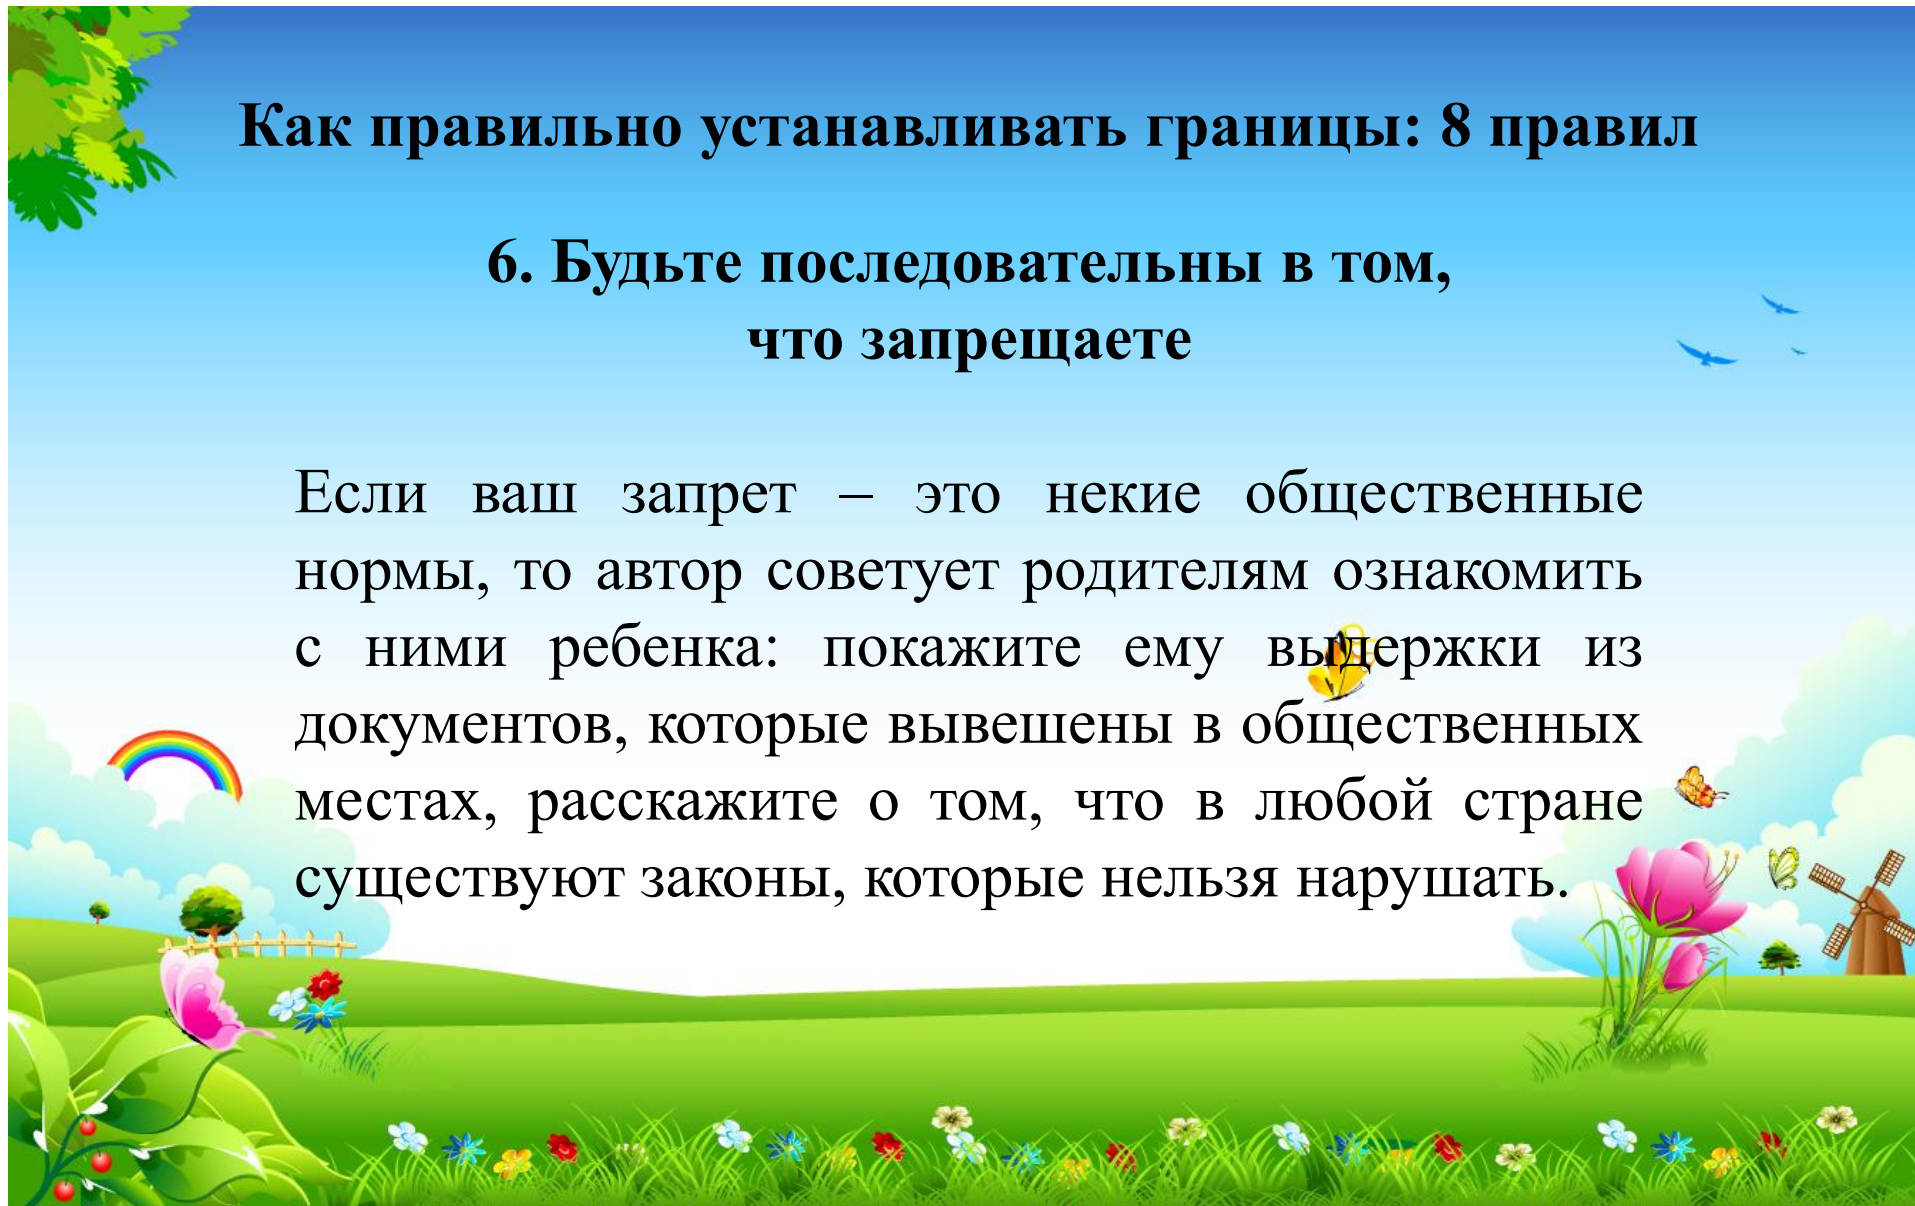 Как правильно устанавливать границы: 8 правил
6. Будьте последовательны в том,
что запрещаете
Если ваш запрет – это некие общественные
нормы, то автор советует родителям ознакомить
с ними ребенка: покажите ему выдержки из
документов, которые вывешены в общественных
местах, расскажите о том, что в любой стране
существуют законы, которые нельзя нарушать.